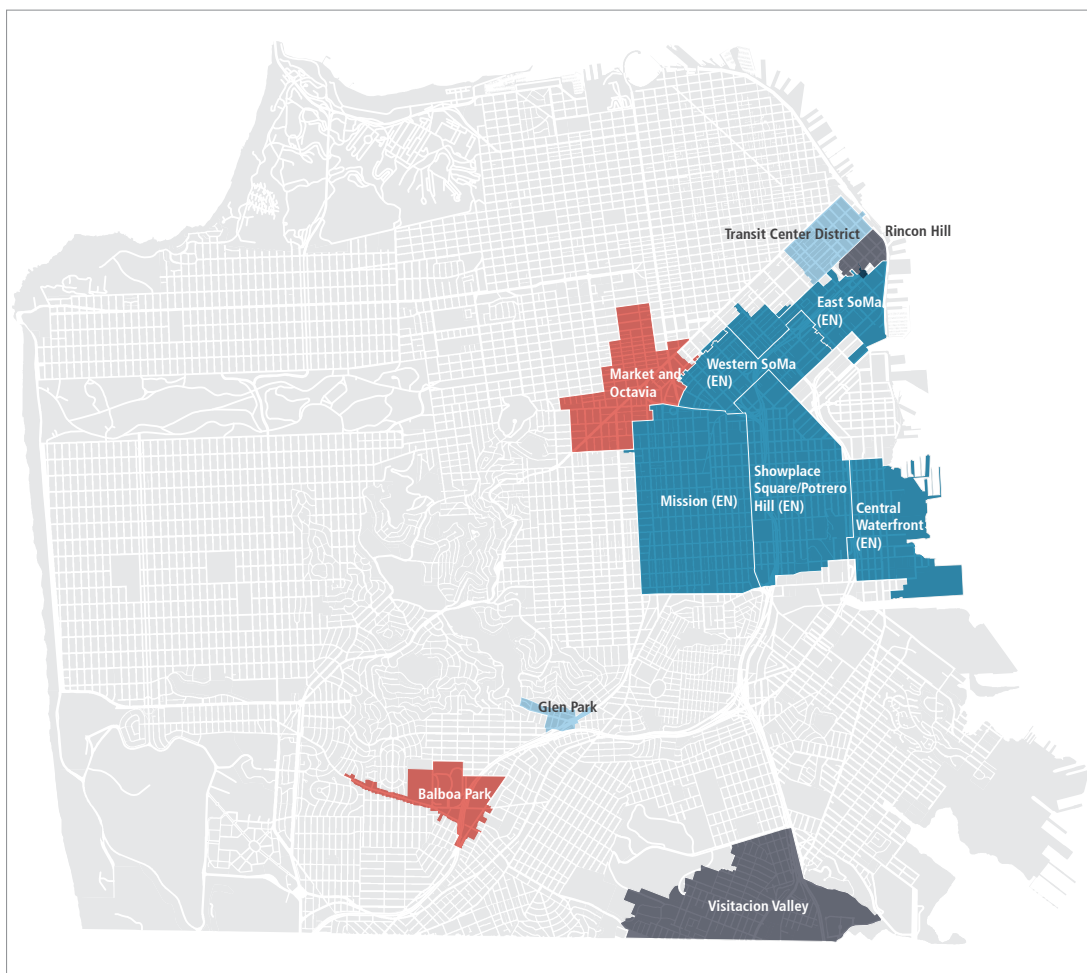 Transit Center District
Rincon Hill
East SoMa
(EN)
Western SoMa
(EN)
Market and
Octavia
Mission (EN)
Showplace
Square/Potrero
Hill (EN)
Central
Waterfront
(EN)
Glen Park
Balboa Park
Visitacion Valley